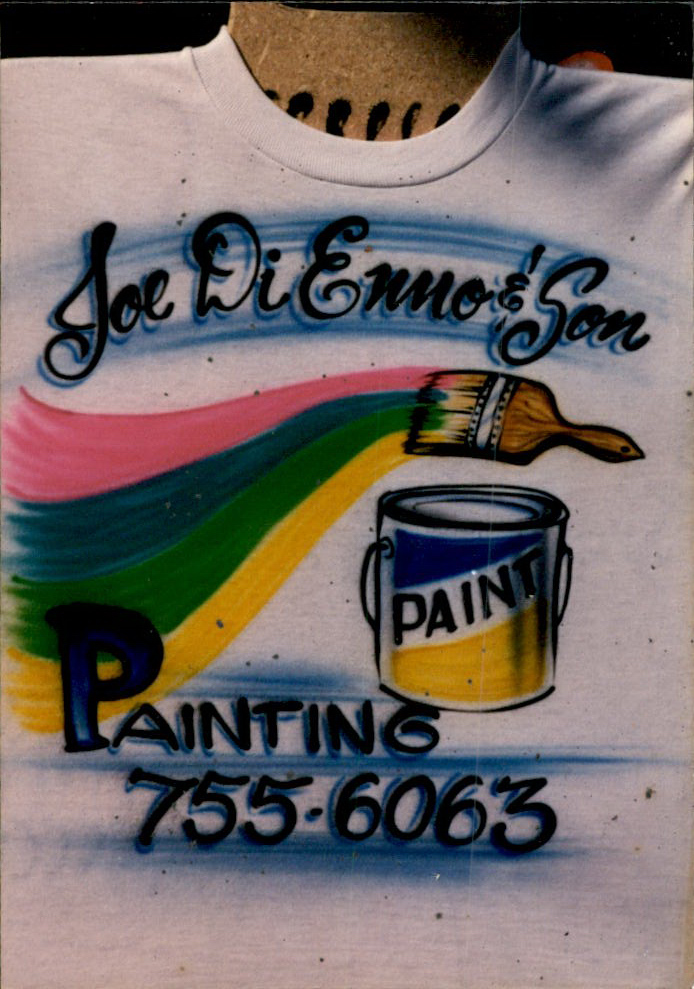 Joe Di Enno & Son
PAINT
PAINTING
755-6063